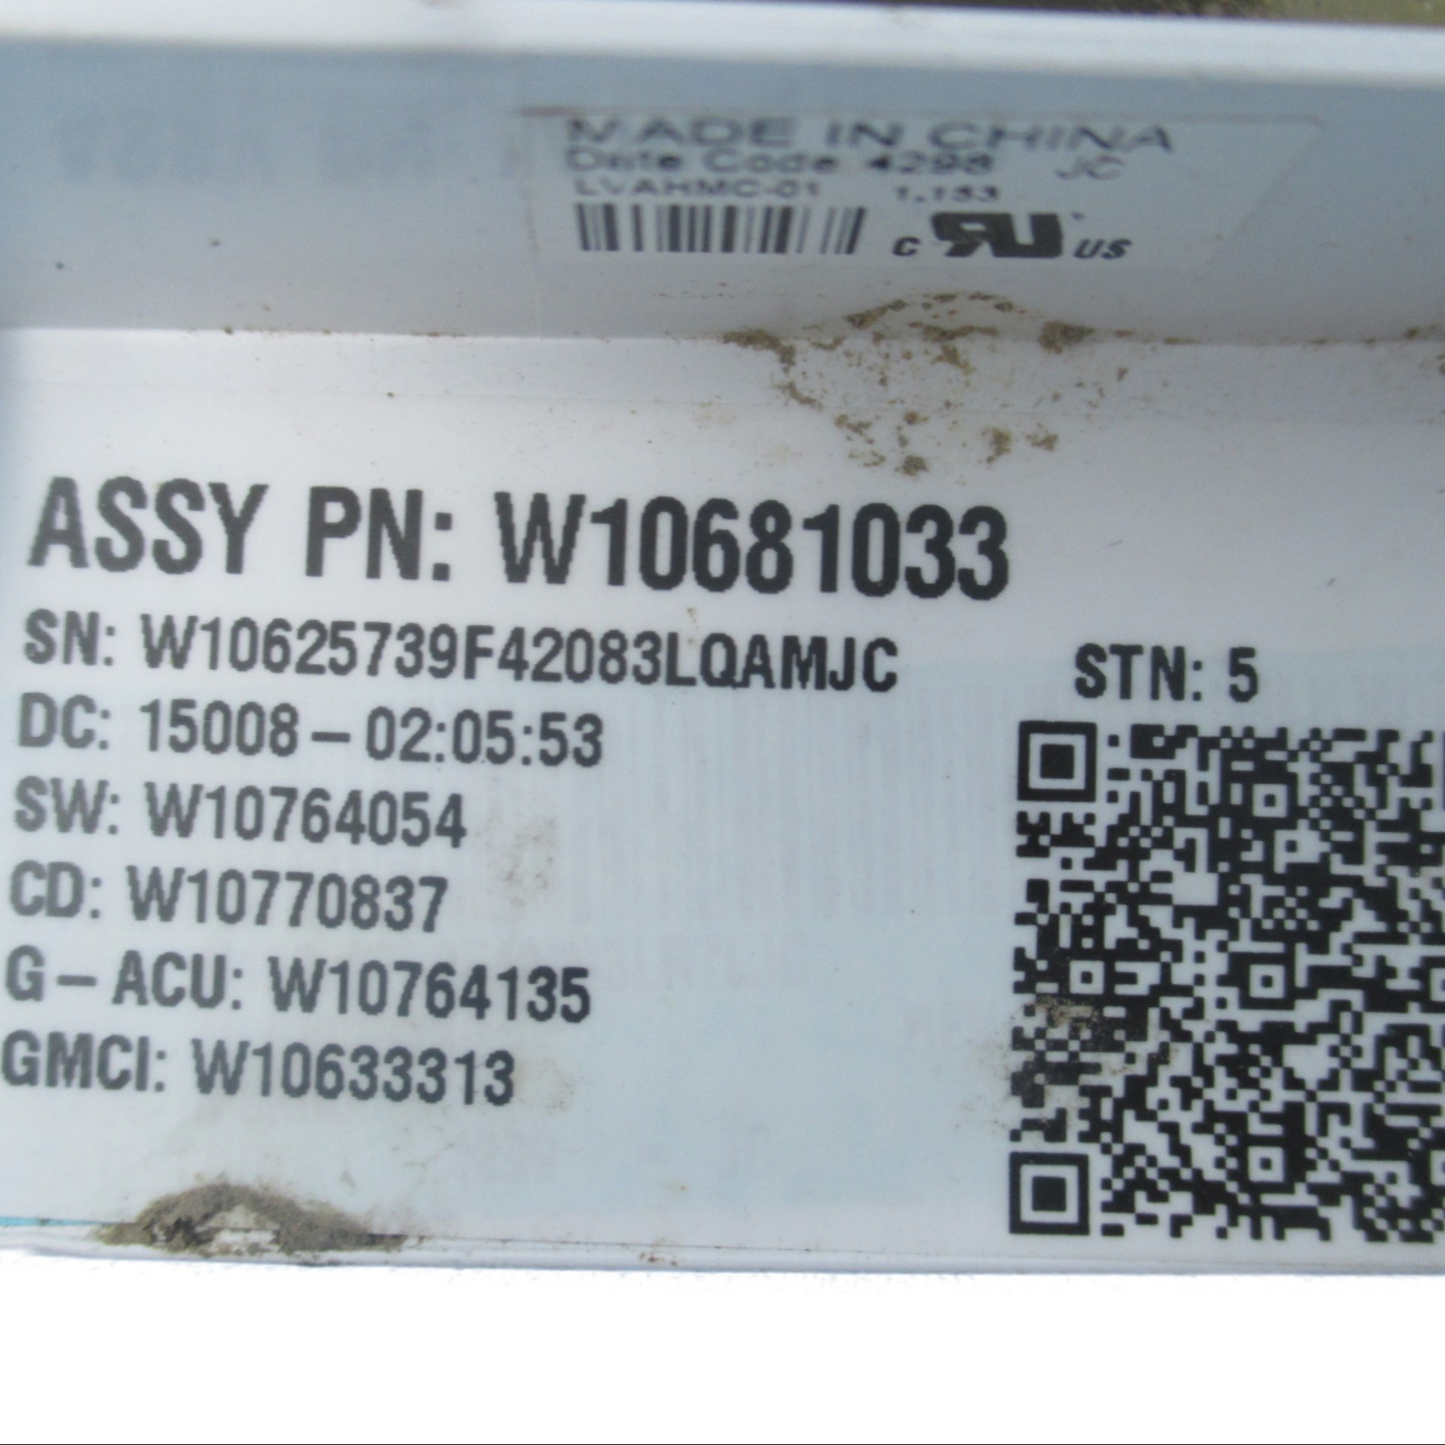 MADE IN CHINA
Date Code 4298 JC
LVAHMC-01 1.153
c RU US
ASSY PN: W10681033
SN: W10625739F42083LQAMJC
STN: 5
DC: 15008-02:05:53
SW: W10764054
CD: W10770837
G-ACU: W10764135
GMCI: W10633313